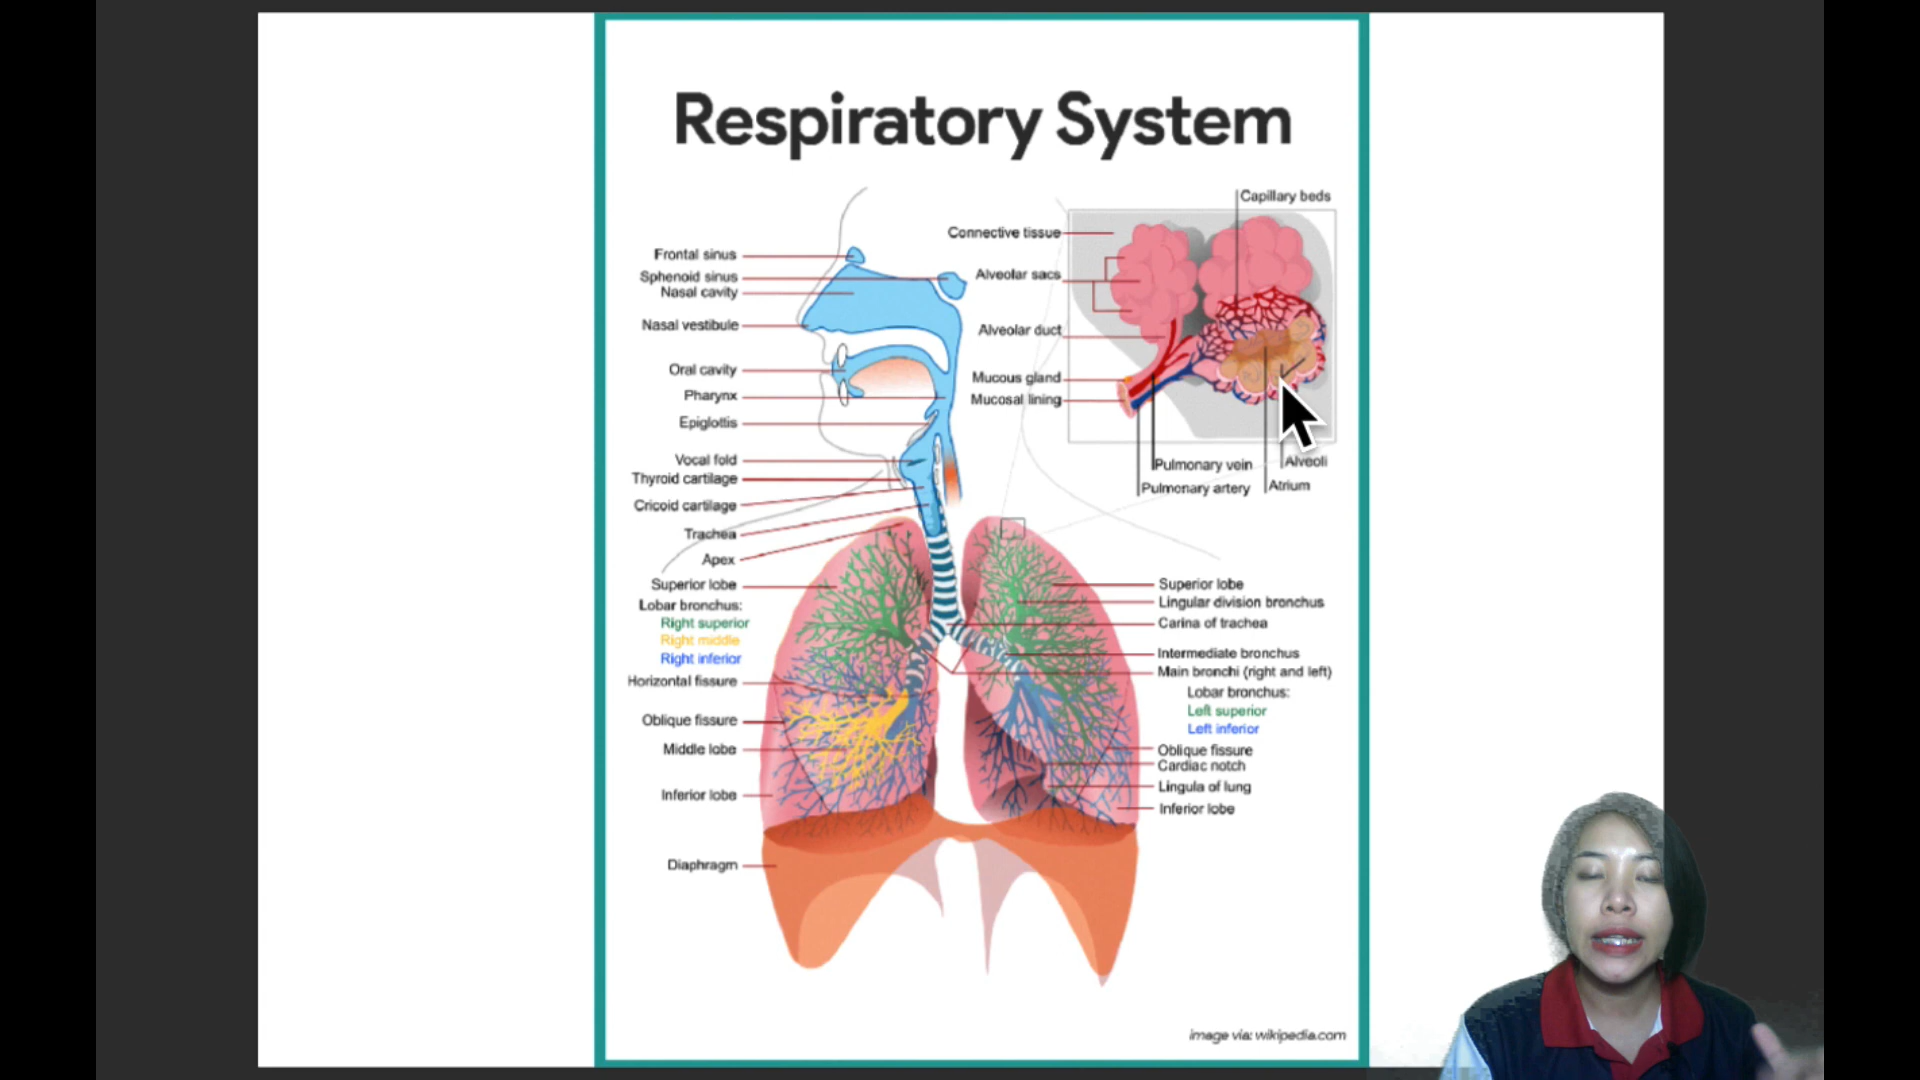 Respiratory System
Capillary beds
Connective tissue
Alveolar sacs
Alveolar duct
Mucous gland
Mucosal lining
Pulmonary vein
Alveoli
Pulmonary artery
Atrium
Frontal sinus
Sphenoid sinus
Nasal cavity
Nasal vestibule
Oral cavity
Pharynx
Epiglottis
Vocal fold
Thyroid cartilage
Cricoid cartilage
Trachea
Apex
Superior lobe
Lobar bronchus:
Right superior
Right middle
Right inferior
Horizontal fissure
Oblique fissure
Middle lobe
Inferior lobe
Diaphragm
Superior lobe
Lingular division bronchus
Carina of trachea
Intermediate bronchus
Main bronchi (right and left)
Lobar bronchus:
Left superior
Left inferior
Oblique fissure
Cardiac notch
Lingula of lung
Inferior lobe
image via: wikipedia.com